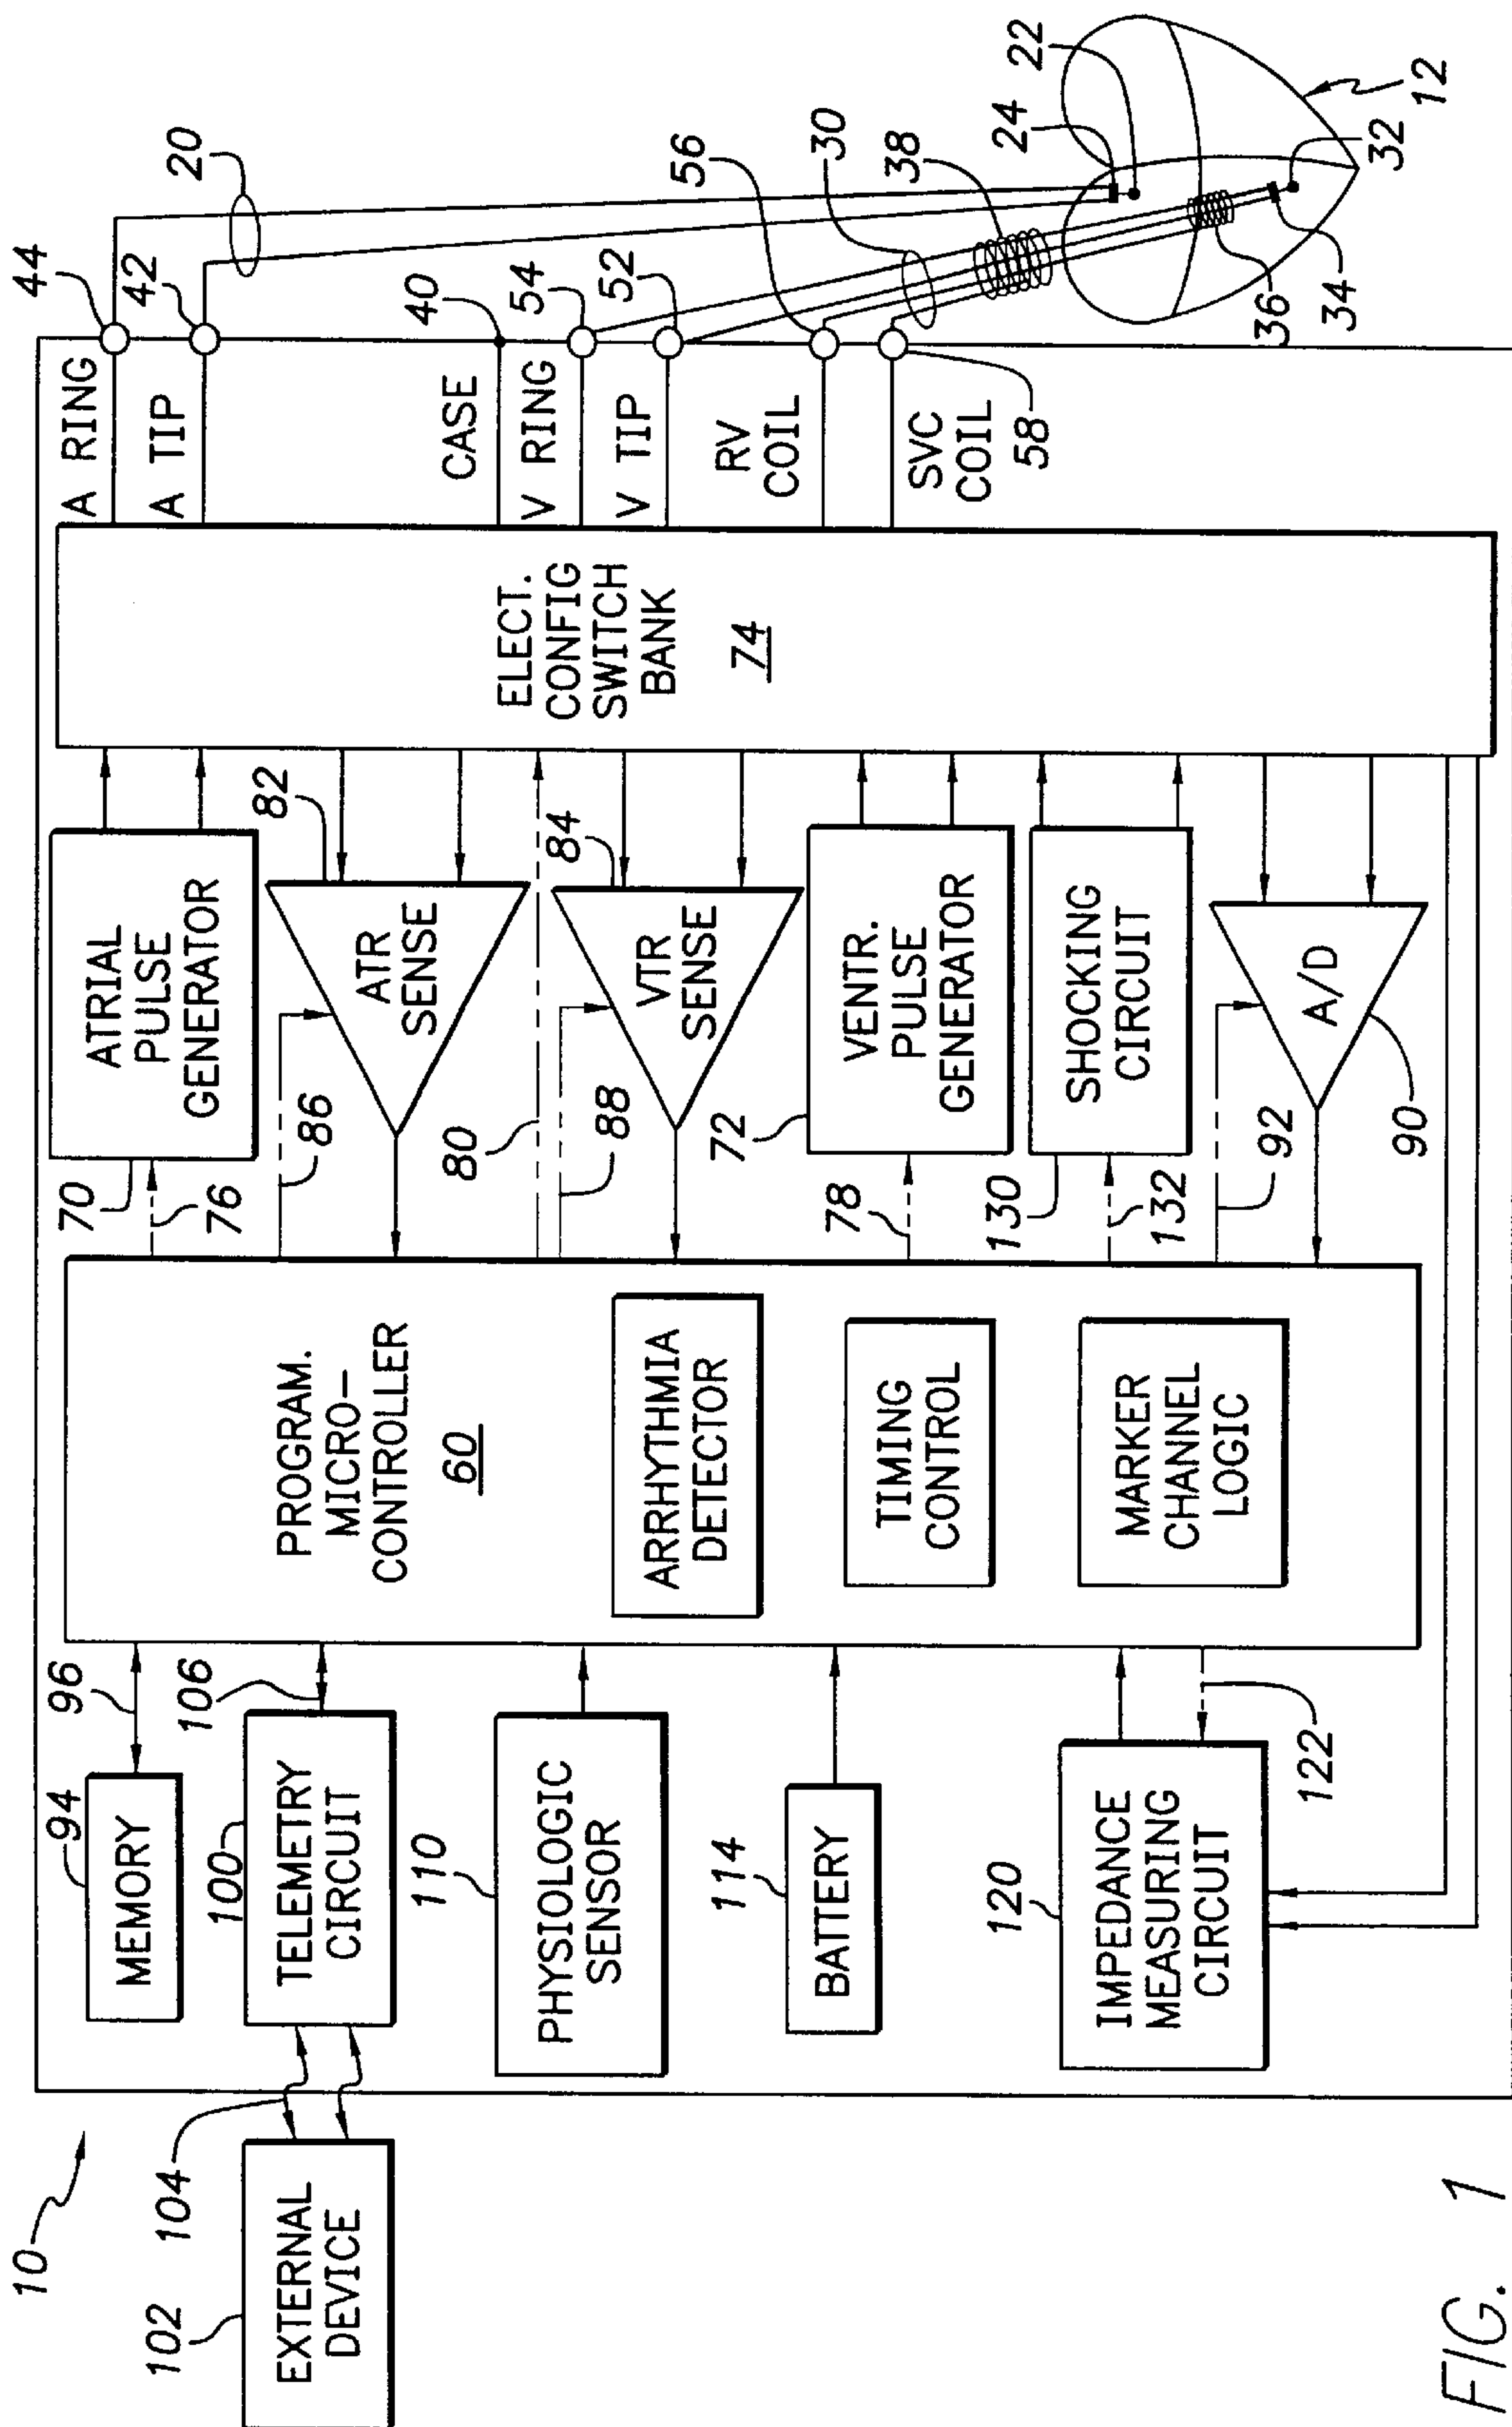 10
102
EXTERNAL
DEVICE
104
94
MEMORY
96
100
TELEMETRY
CIRCUIT
106
110
PHYSIOLOGIC
SENSOR
114
BATTERY
120
IMPEDANCE
MEASURING
CIRCUIT
122
PROGRAM.
MICRO-
CONTROLLER
60
ARRHYTHMIA
DETECTOR
TIMING
CONTROL
MARKER
CHANNEL
LOGIC
70
76
ATRIAL
PULSE
GENERATOR
86
82
ATR
SENSE
80
88
84
VTR
SENSE
72
78
VENTR.
PULSE
GENERATOR
130
132
SHOCKING
CIRCUIT
92
A/D
90
ELECT.
CONFIG
SWITCH
BANK
74
A RING
44
A TIP
42
CASE
40
V RING
54
V TIP
52
RV
COIL
56
SVC
COIL
58
20
30
38
24
22
36
34
32
12
FIG. 1